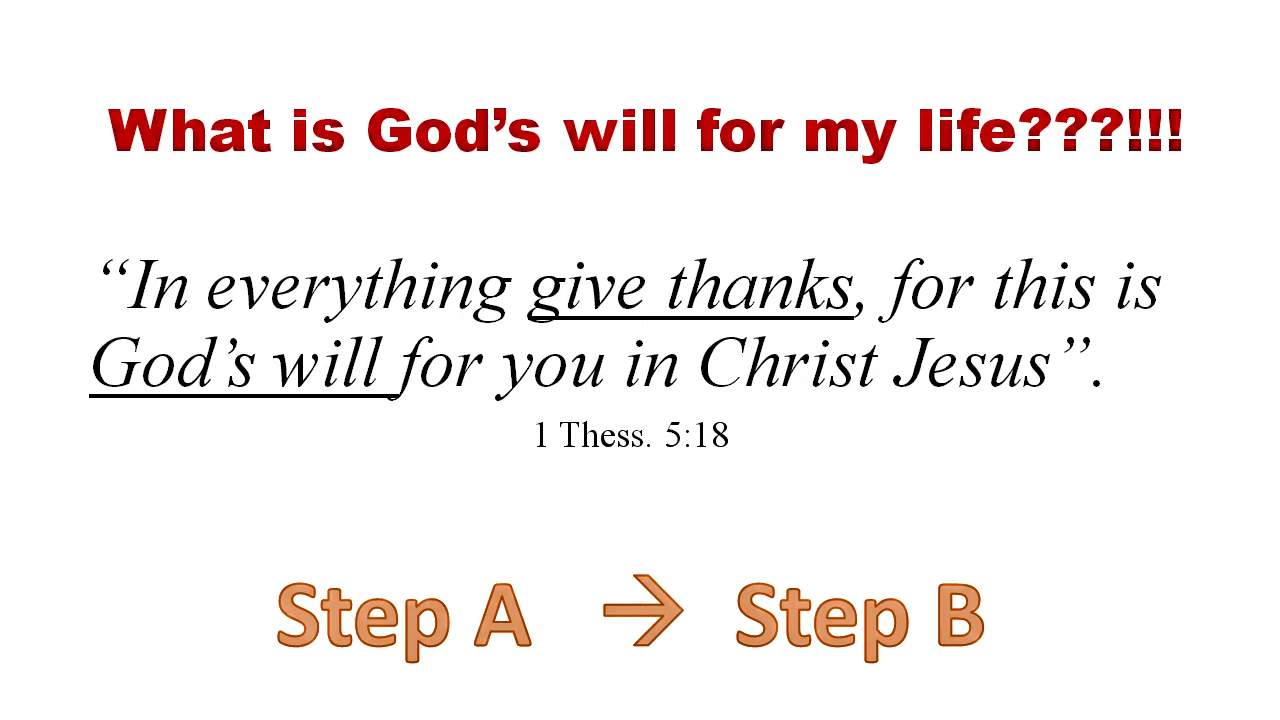 What is God’s will for my life???!!!
“In everything give thanks, for this is
God’s will for you in Christ Jesus”.
1 Thess. 5:18
Step A → Step B